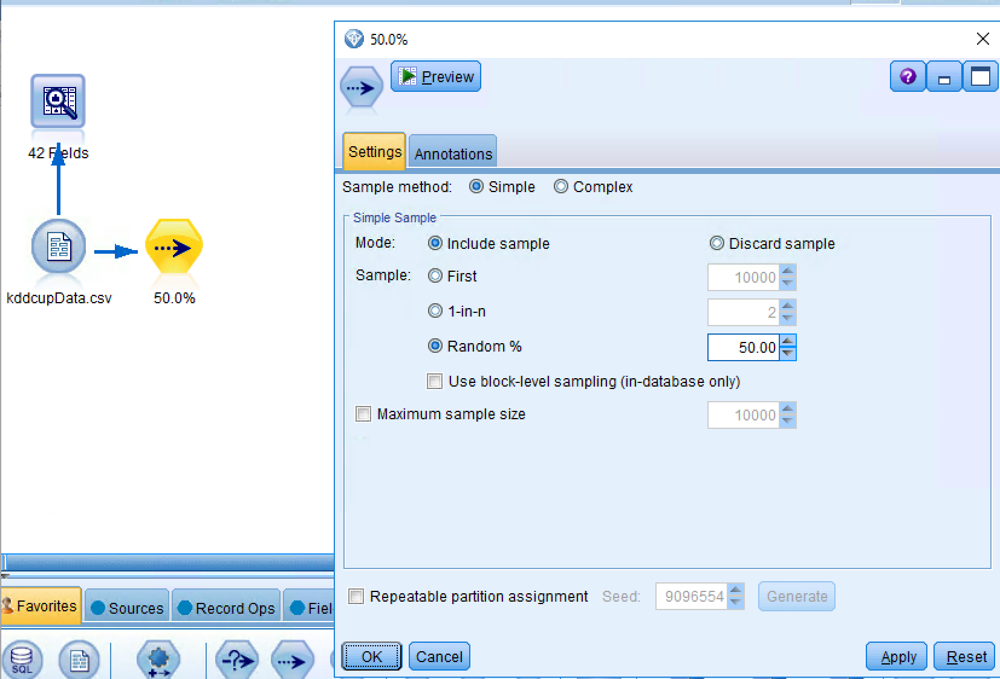 50.0%
Preview
?
Settings
Annotations
42 Fields
Sample method: Simple Complex
Simple Sample
Mode: Include sample Discard sample
Sample: First 10000
1-in-n 2
kddcupData.csv 50.0%
Random % 50.00
Use block-level sampling (in-database only)
Maximum sample size 10000
Repeatable partition assignment Seed: 9096554 Generate
Favorites Sources Record Ops Fiel
SQL
OK Cancel Apply Reset